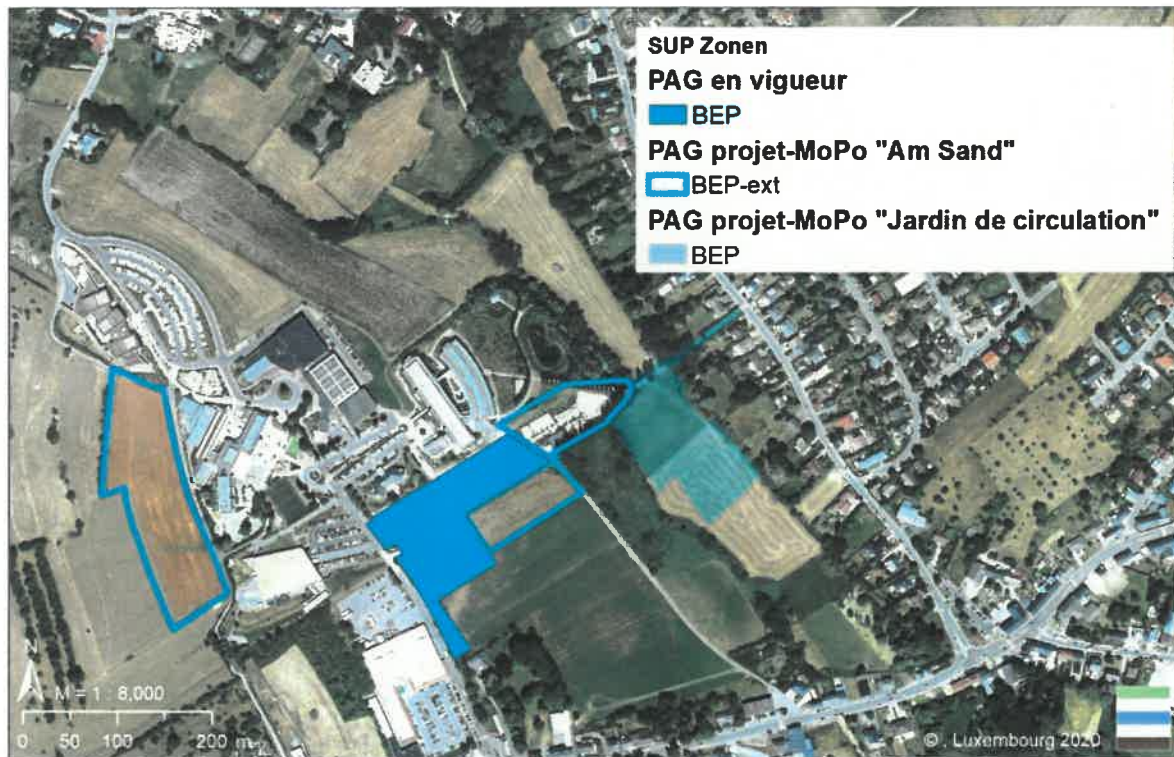 SUP Zonen
PAG en vigueur
BEP
PAG projet-MoPo "Am Sand"
BEP-ext
PAG projet-MoPo "Jardin de circulation"
BEP
N
M = 1 : 8,000
0 50 100 200 m
© Luxembourg 2020